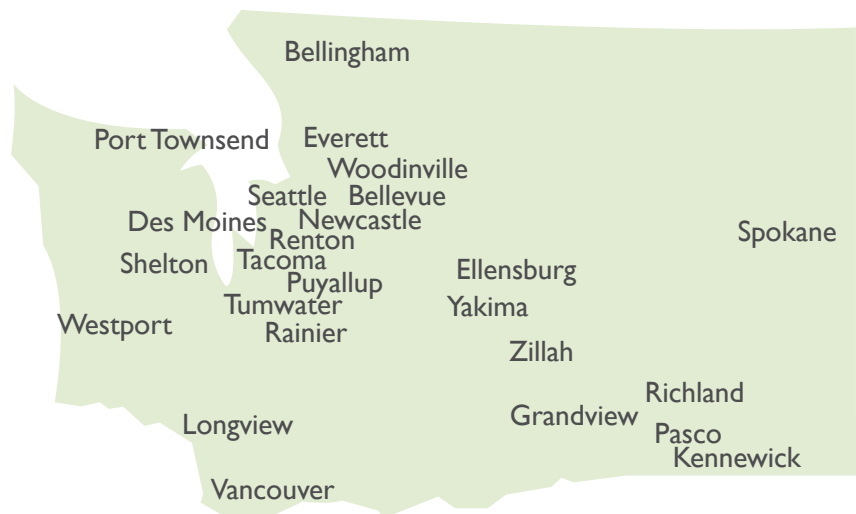 Bellingham
Port Townsend
Everett
Woodinville
Seattle
Bellevue
Des Moines
Newcastle
Spokane
Renton
Shelton
Tacoma
Ellensburg
Puyallup
Tumwater
Yakima
Westport
Rainier
Zillah
Richland
Grandview
Longview
Pasco
Kennewick
Vancouver